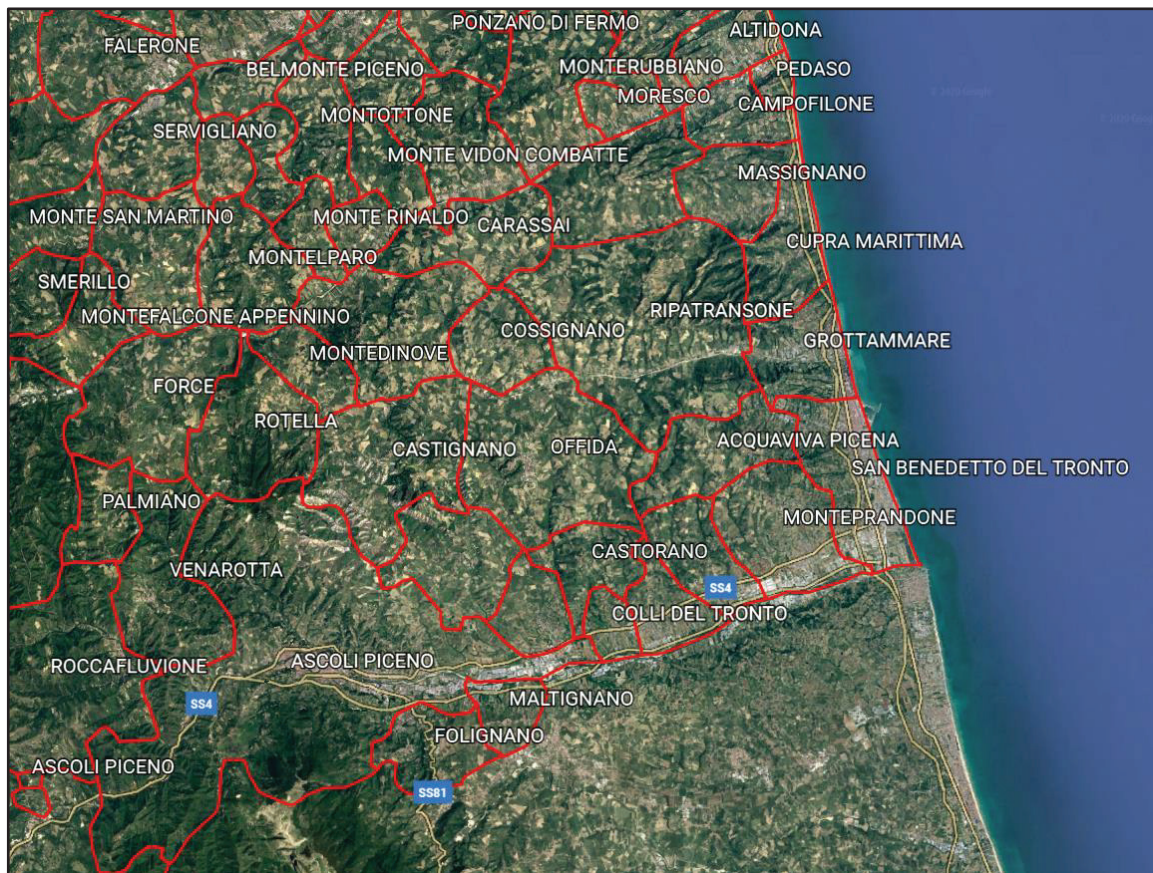 PONZANO DI FERMO
ALTIDONA
FALERONE
BELMONTE PICENO
MONTERUBBIANO
PEDASO
MORESCO
CAMPOFILONE
MONTOTTONE
SERVIGLIANO
MONTE VIDON COMBATTE
MASSIGNANO
MONTE SAN MARTINO
MONTE RINALDO
CARASSAI
CUPRA MARITTIMA
MONTELPARO
SMERILLO
RIPATRANSONE
MONTEFALCONE APPENNINO
COSSIGNANO
GROTTAMMARE
MONTEDINOVE
FORCE
ROTELLA
CASTIGNANO
OFFIDA
ACQUAVIVA PICENA
SAN BENEDETTO DEL TRONTO
PALMIANO
MONTEPRANDONE
CASTORANO
VENAROTTA
SS4
COLLI DEL TRONTO
ROCCAFLUVIONE
ASCOLI PICENO
MALTIGNANO
SS4
FOLIGNANO
ASCOLI PICENO
SS81